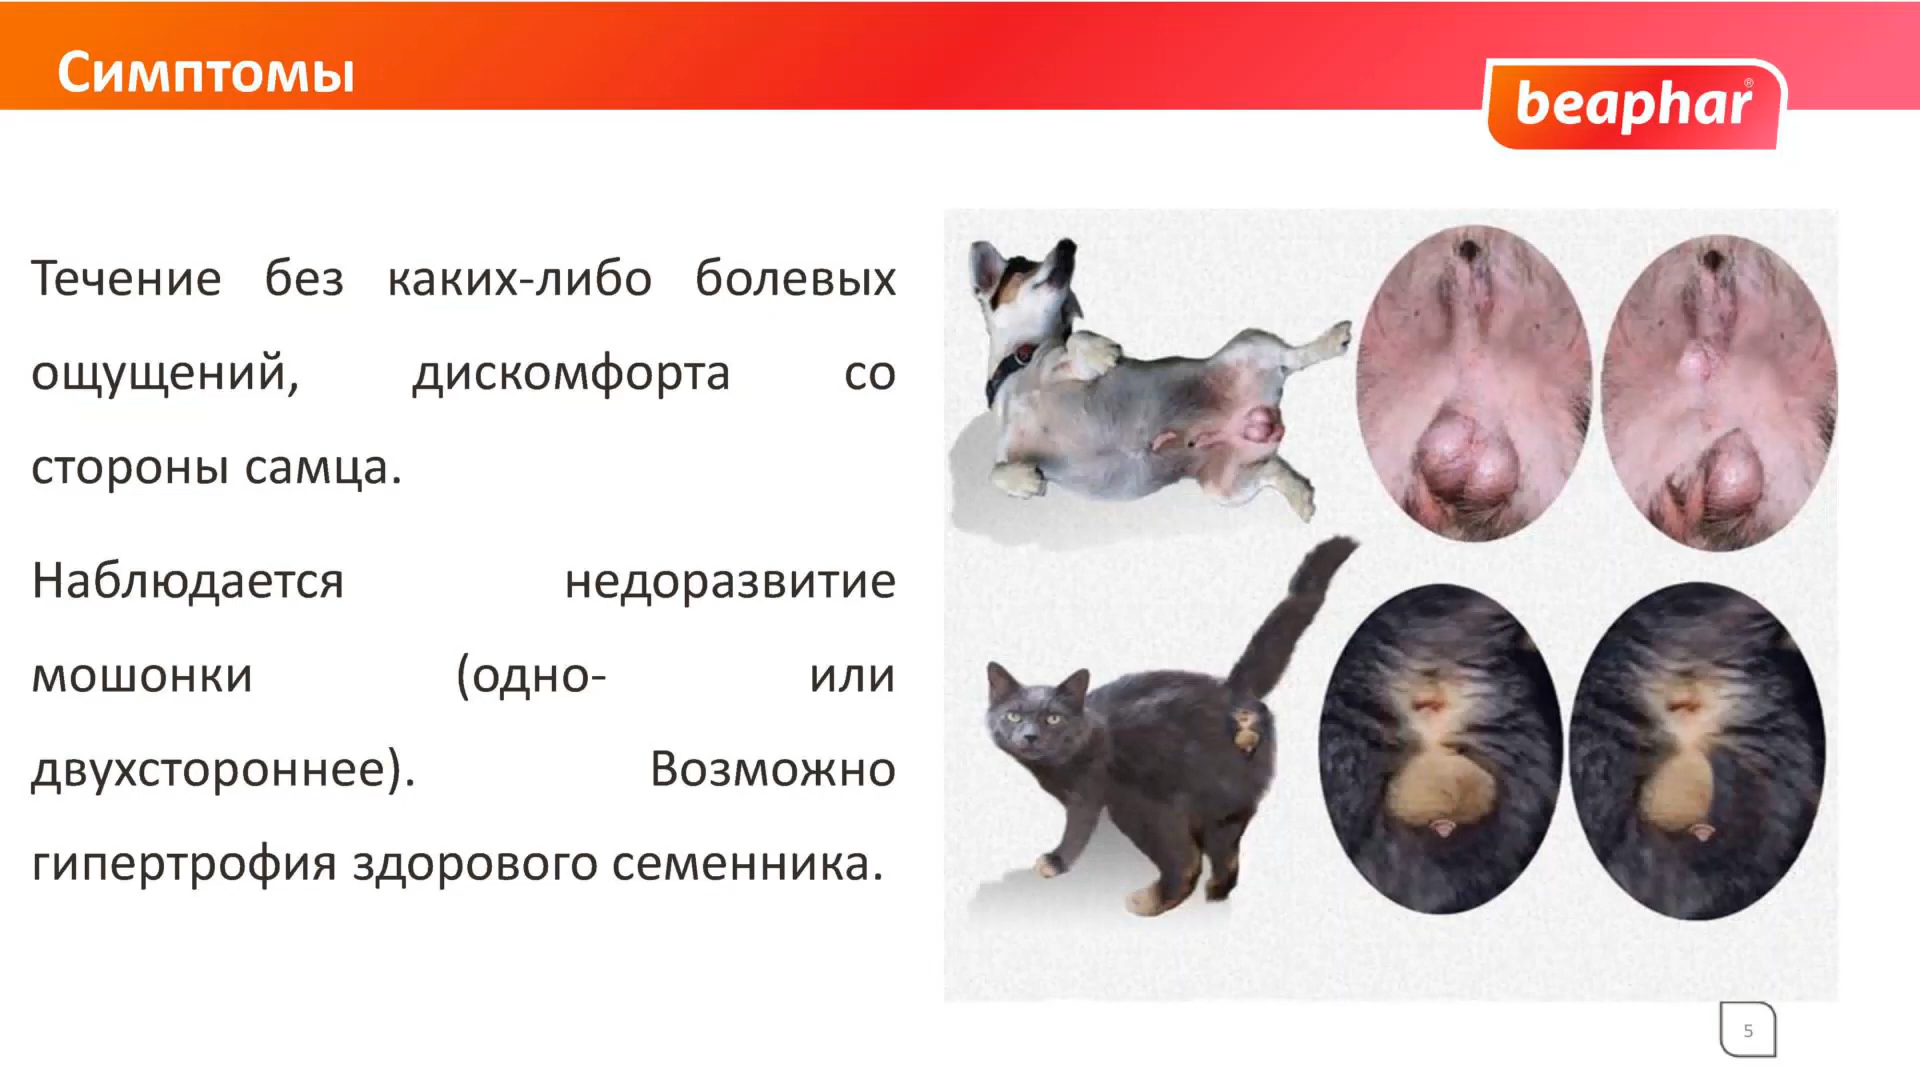 Симптомы
beaphar®
Течение без каких-либо болевых
ощущений, дискомфорта со
стороны самца.
Наблюдается недоразвитие
мошонки (одно- или
двухстороннее). Возможно
гипертрофия здорового семенника.
5